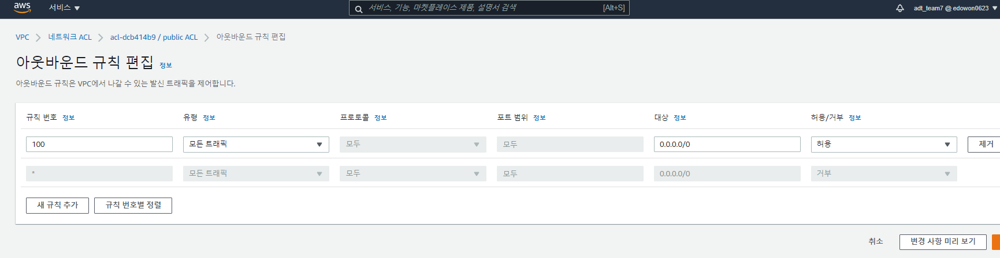 aws 서비스 서비스, 기능, 마켓플레이스 제품, 설명서 검색 [Alt+S] adt_team7 @ edowon0623
VPC 네트워크 ACL acl-dcb414b9 / public ACL 아웃바운드 규칙 편집
아웃바운드 규칙 편집 정보
아웃바운드 규칙은 VPC에서 나갈 수 있는 발신 트래픽을 제어합니다.
규칙 번호 정보 유형 정보 프로토콜 정보 포트 범위 정보 대상 정보 허용/거부 정보
100 모든 트래픽 모두 모두 0.0.0.0/0 허용 제거
* 모든 트래픽 모두 모두 0.0.0.0/0 거부
새 규칙 추가 규칙 번호별 정렬
취소 변경 사항 미리 보기